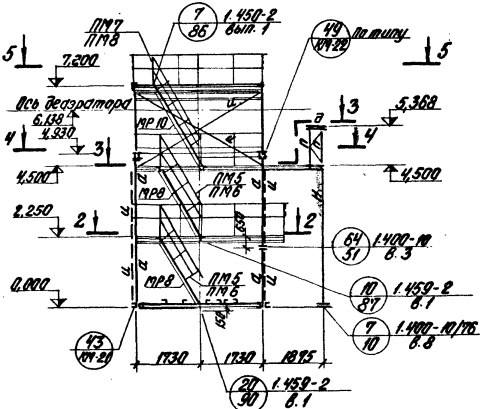 ПМ7
ПМ8
7
86
1.450-2
Вып. 1
49
КМ-22
По типу
5
5
7.200
Ось деаэратора
6,138
4,930
МР10
и
и
а
3
5,368
4
3
4
4,500
4,500
а
а
и
и
МР8
ПМ5
ПМ6
2.250
2
2
650
и
а
МР8
ПМ5
ПМ6
а
и
64
51
1.400-10
в. 3
0,000
150
10
87
1.459-2
в. 1
43
КМ-20
7
10
1.400-10/76
в. 8
1730
1730
1895
20
90
1.459-2
в. 1